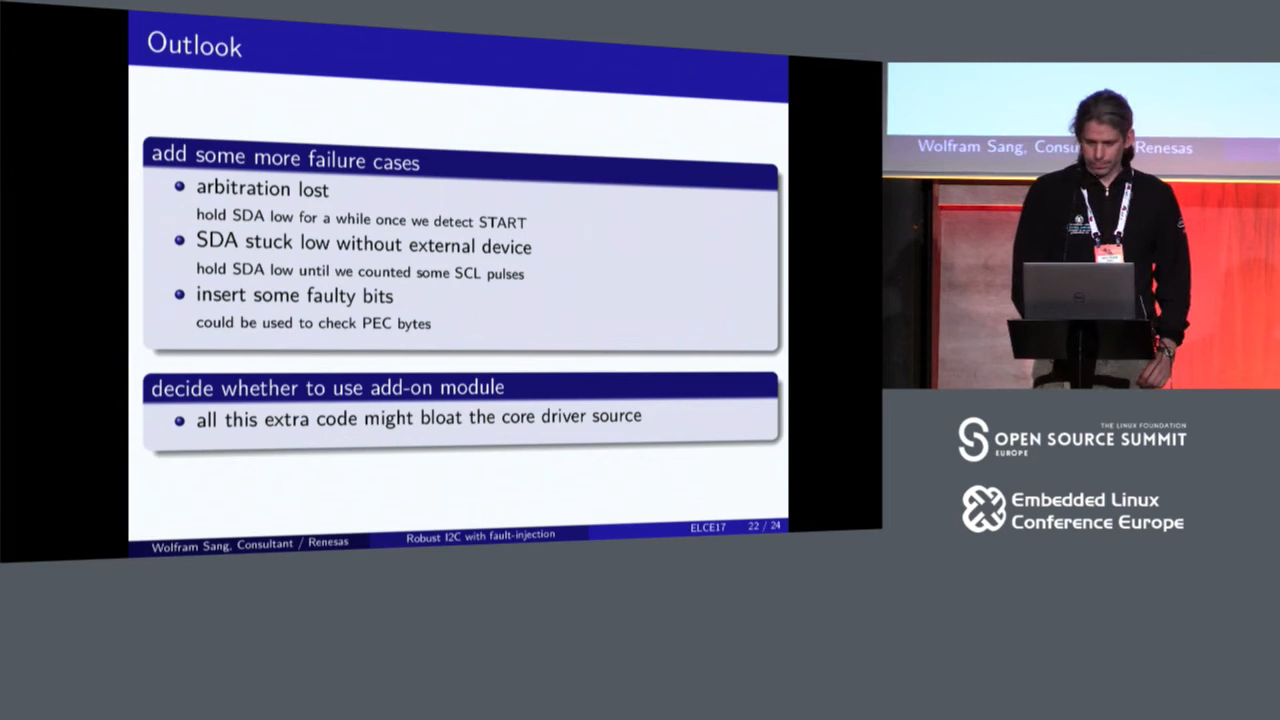 Outlook
add some more failure cases
arbitration lost
hold SDA low for a while once we detect START
SDA stuck low without external device
hold SDA low until we counted some SCL pulses
insert some faulty bits
could be used to check PEC bytes
decide whether to use add-on module
all this extra code might bloat the core driver source
Wolfram Sang, Consultant / Renesas
Robust I2C with fault-injection
ELCE17
22 / 24
Wolfram Sang, Consu
Renesas
THE LINUX FOUNDATION
OPEN SOURCE SUMMIT
EUROPE
Embedded Linux
Conference Europe